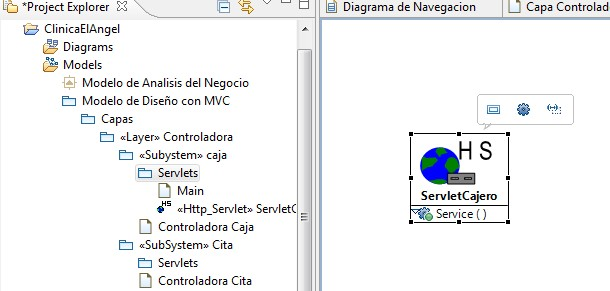 *Project Explorer
ClinicaElAngel
Diagrams
Models
Modelo de Analisis del Negocio
Modelo de Diseño con MVC
Capas
«Layer» Controladora
«Subystem» caja
Servlets
Main
«Http_Servlet» ServletC
Controladora Caja
«SubSystem» Cita
Servlets
Controladora Cita
Diagrama de Navegacion
Capa Controlad
H S
ServletCajero
Service ( )